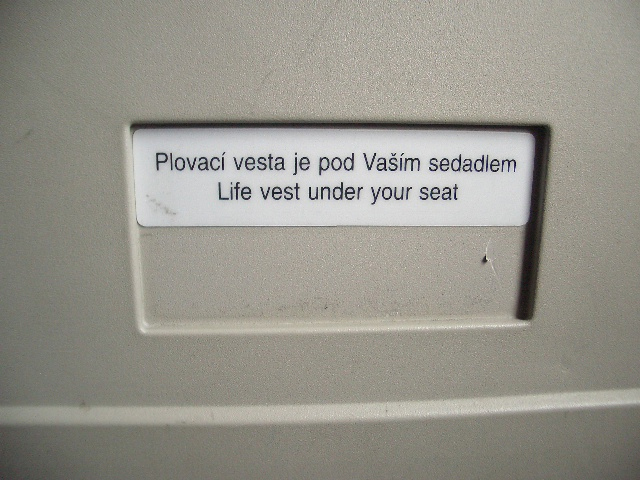 Plovací vesta je pod Vaším sedadlem
Life vest under your seat